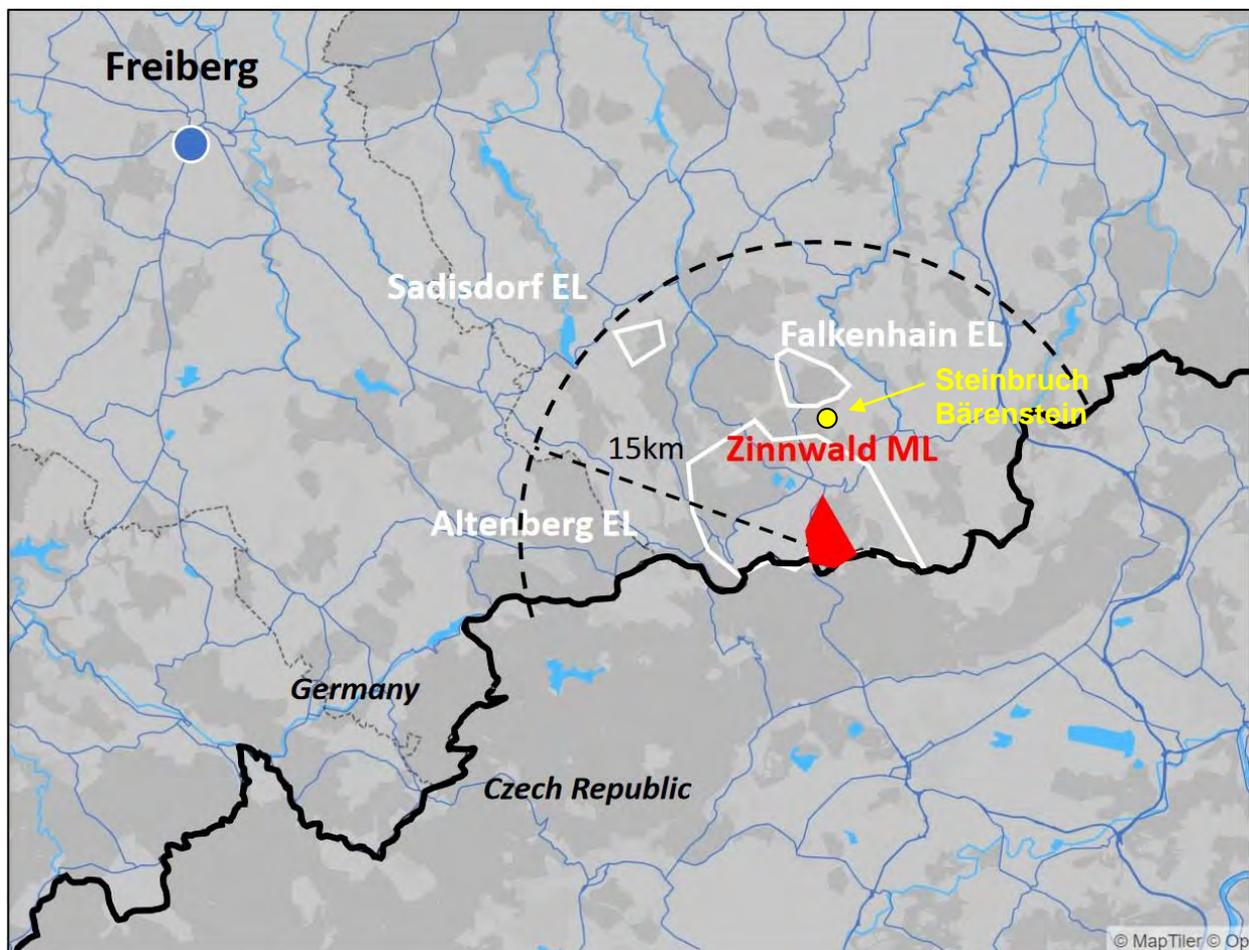 Freiberg
Sadisdorf EL
Falkenhain EL
Steinbruch
Bärenstein
15km
Zinnwald ML
Altenberg EL
Germany
Czech Republic
© MapTiler © Op